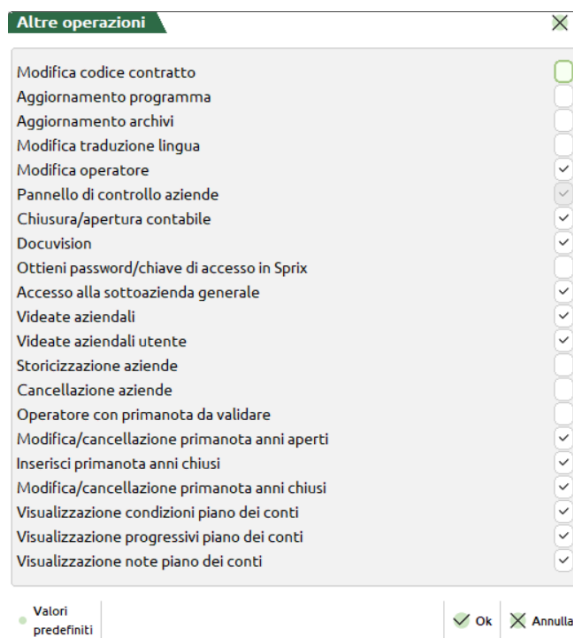 Altre operazioni
Modifica codice contratto
Aggiornamento programma
Aggiornamento archivi
Modifica traduzione lingua
Modifica operatore
Pannello di controllo aziende
Chiusura/apertura contabile
Docuvision
Ottieni password/chiave di accesso in Sprix
Accesso alla sottoazienda generale
Videate aziendali
Videate aziendali utente
Storicizzazione aziende
Cancellazione aziende
Operatore con primanota da validare
Modifica/cancellazione primanota anni aperti
Inserisci primanota anni chiusi
Modifica/cancellazione primanota anni chiusi
Visualizzazione condizioni piano dei conti
Visualizzazione progressivi piano dei conti
Visualizzazione note piano dei conti
Valori
predefiniti
Ok
Annulla